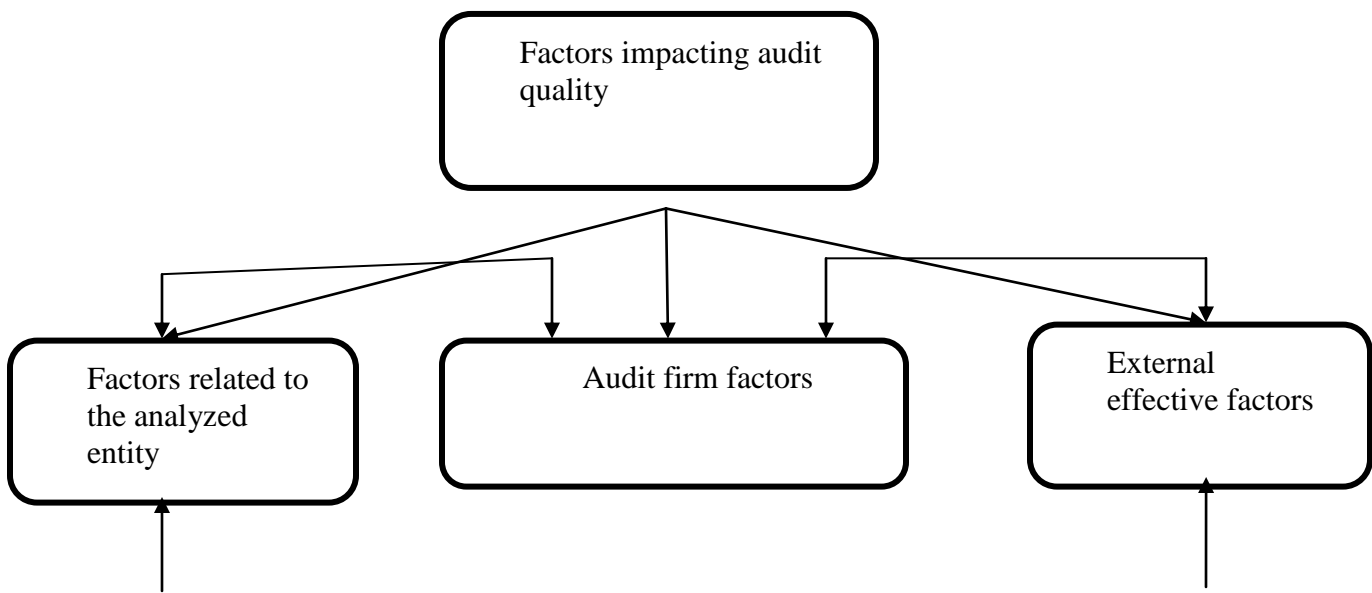 Factors impacting audit
quality
Factors related to
the analyzed
entity
Audit firm factors
External
effective factors